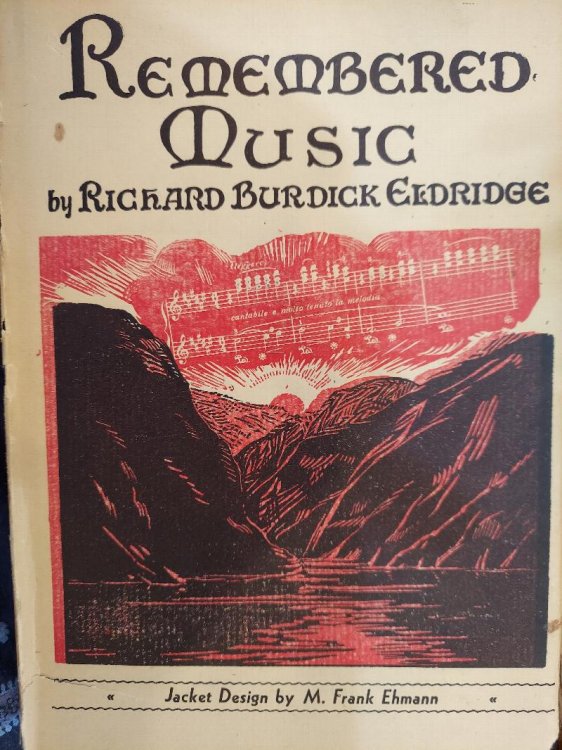 Remembered
Music
by Richard Burdick Eldridge
cantabile e molto tenuto la melodia
« Jacket Design by M. Frank Ehmann «